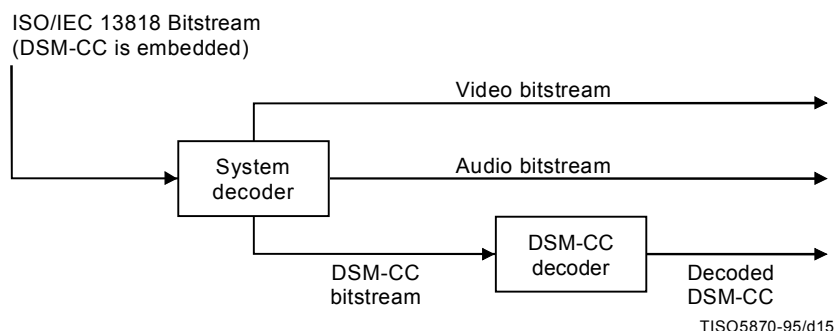 ISO/IEC 13818 Bitstream
(DSM-CC is embedded)
Video bitstream
System
decoder
Audio bitstream
DSM-CC
bitstream
DSM-CC
decoder
Decoded
DSM-CC
TISO5870-95/d15